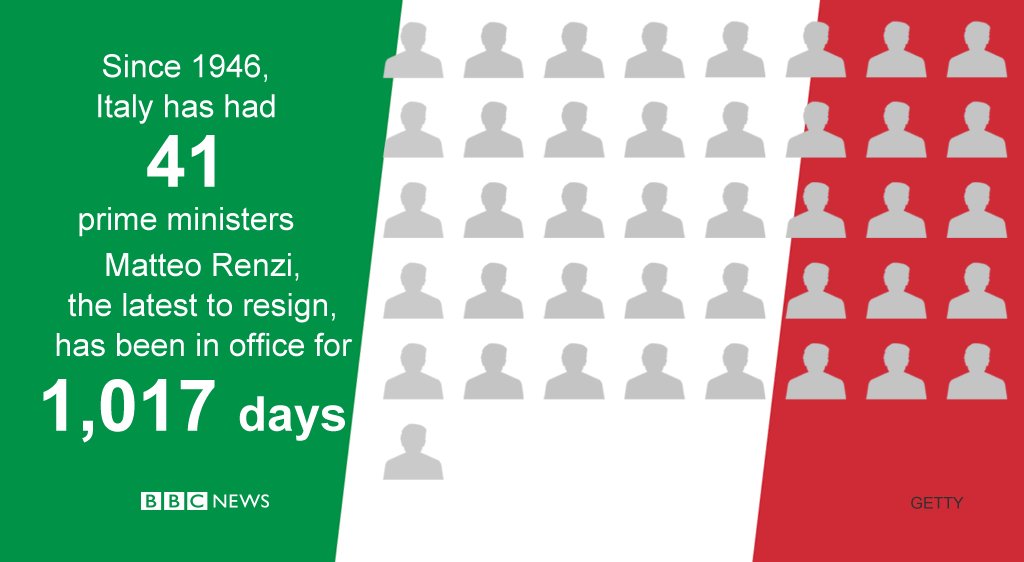 Since 1946,
Italy has had
41
prime ministers
Matteo Renzi,
the latest to resign,
has been in office for
1,017 days
BBC NEWS
GETTY